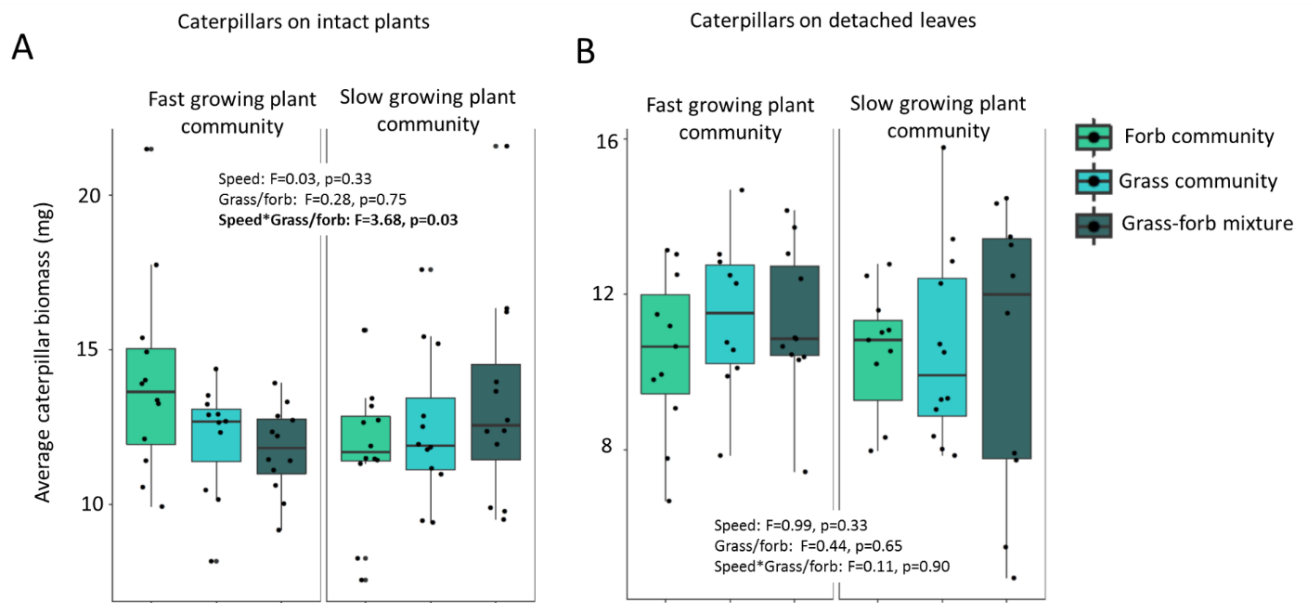 Caterpillars on intact plants
A
Fast growing plant
community
Slow growing plant
community
Speed: F=0.03, p=0.33
Grass/forb: F=0.28, p=0.75
Speed*Grass/forb: F=3.68, p=0.03
Average caterpillar biomass (mg)
20
15
10
Caterpillars on detached leaves
B
Fast growing plant
community
Slow growing plant
community
16
12
8
Speed: F=0.99, p=0.33
Grass/forb: F=0.44, p=0.65
Speed*Grass/forb: F=0.11, p=0.90
Forb community
Grass community
Grass-forb mixture